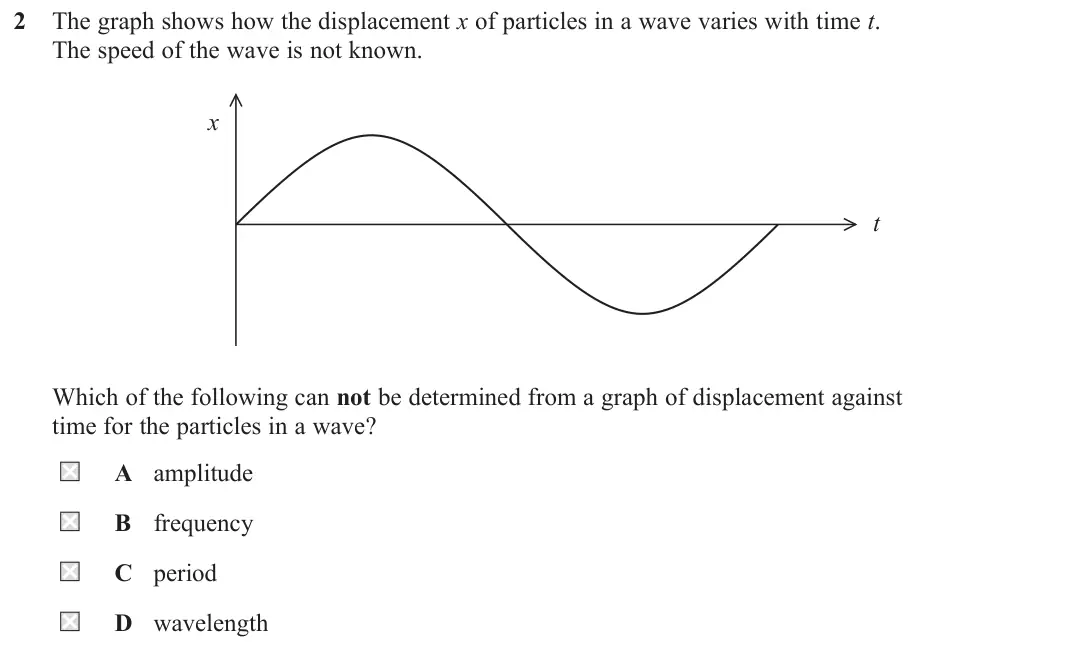 2 The graph shows how the displacement x of particles in a wave varies with time t.
The speed of the wave is not known.
x
t
Which of the following can not be determined from a graph of displacement against
time for the particles in a wave?
A amplitude
B frequency
C period
D wavelength